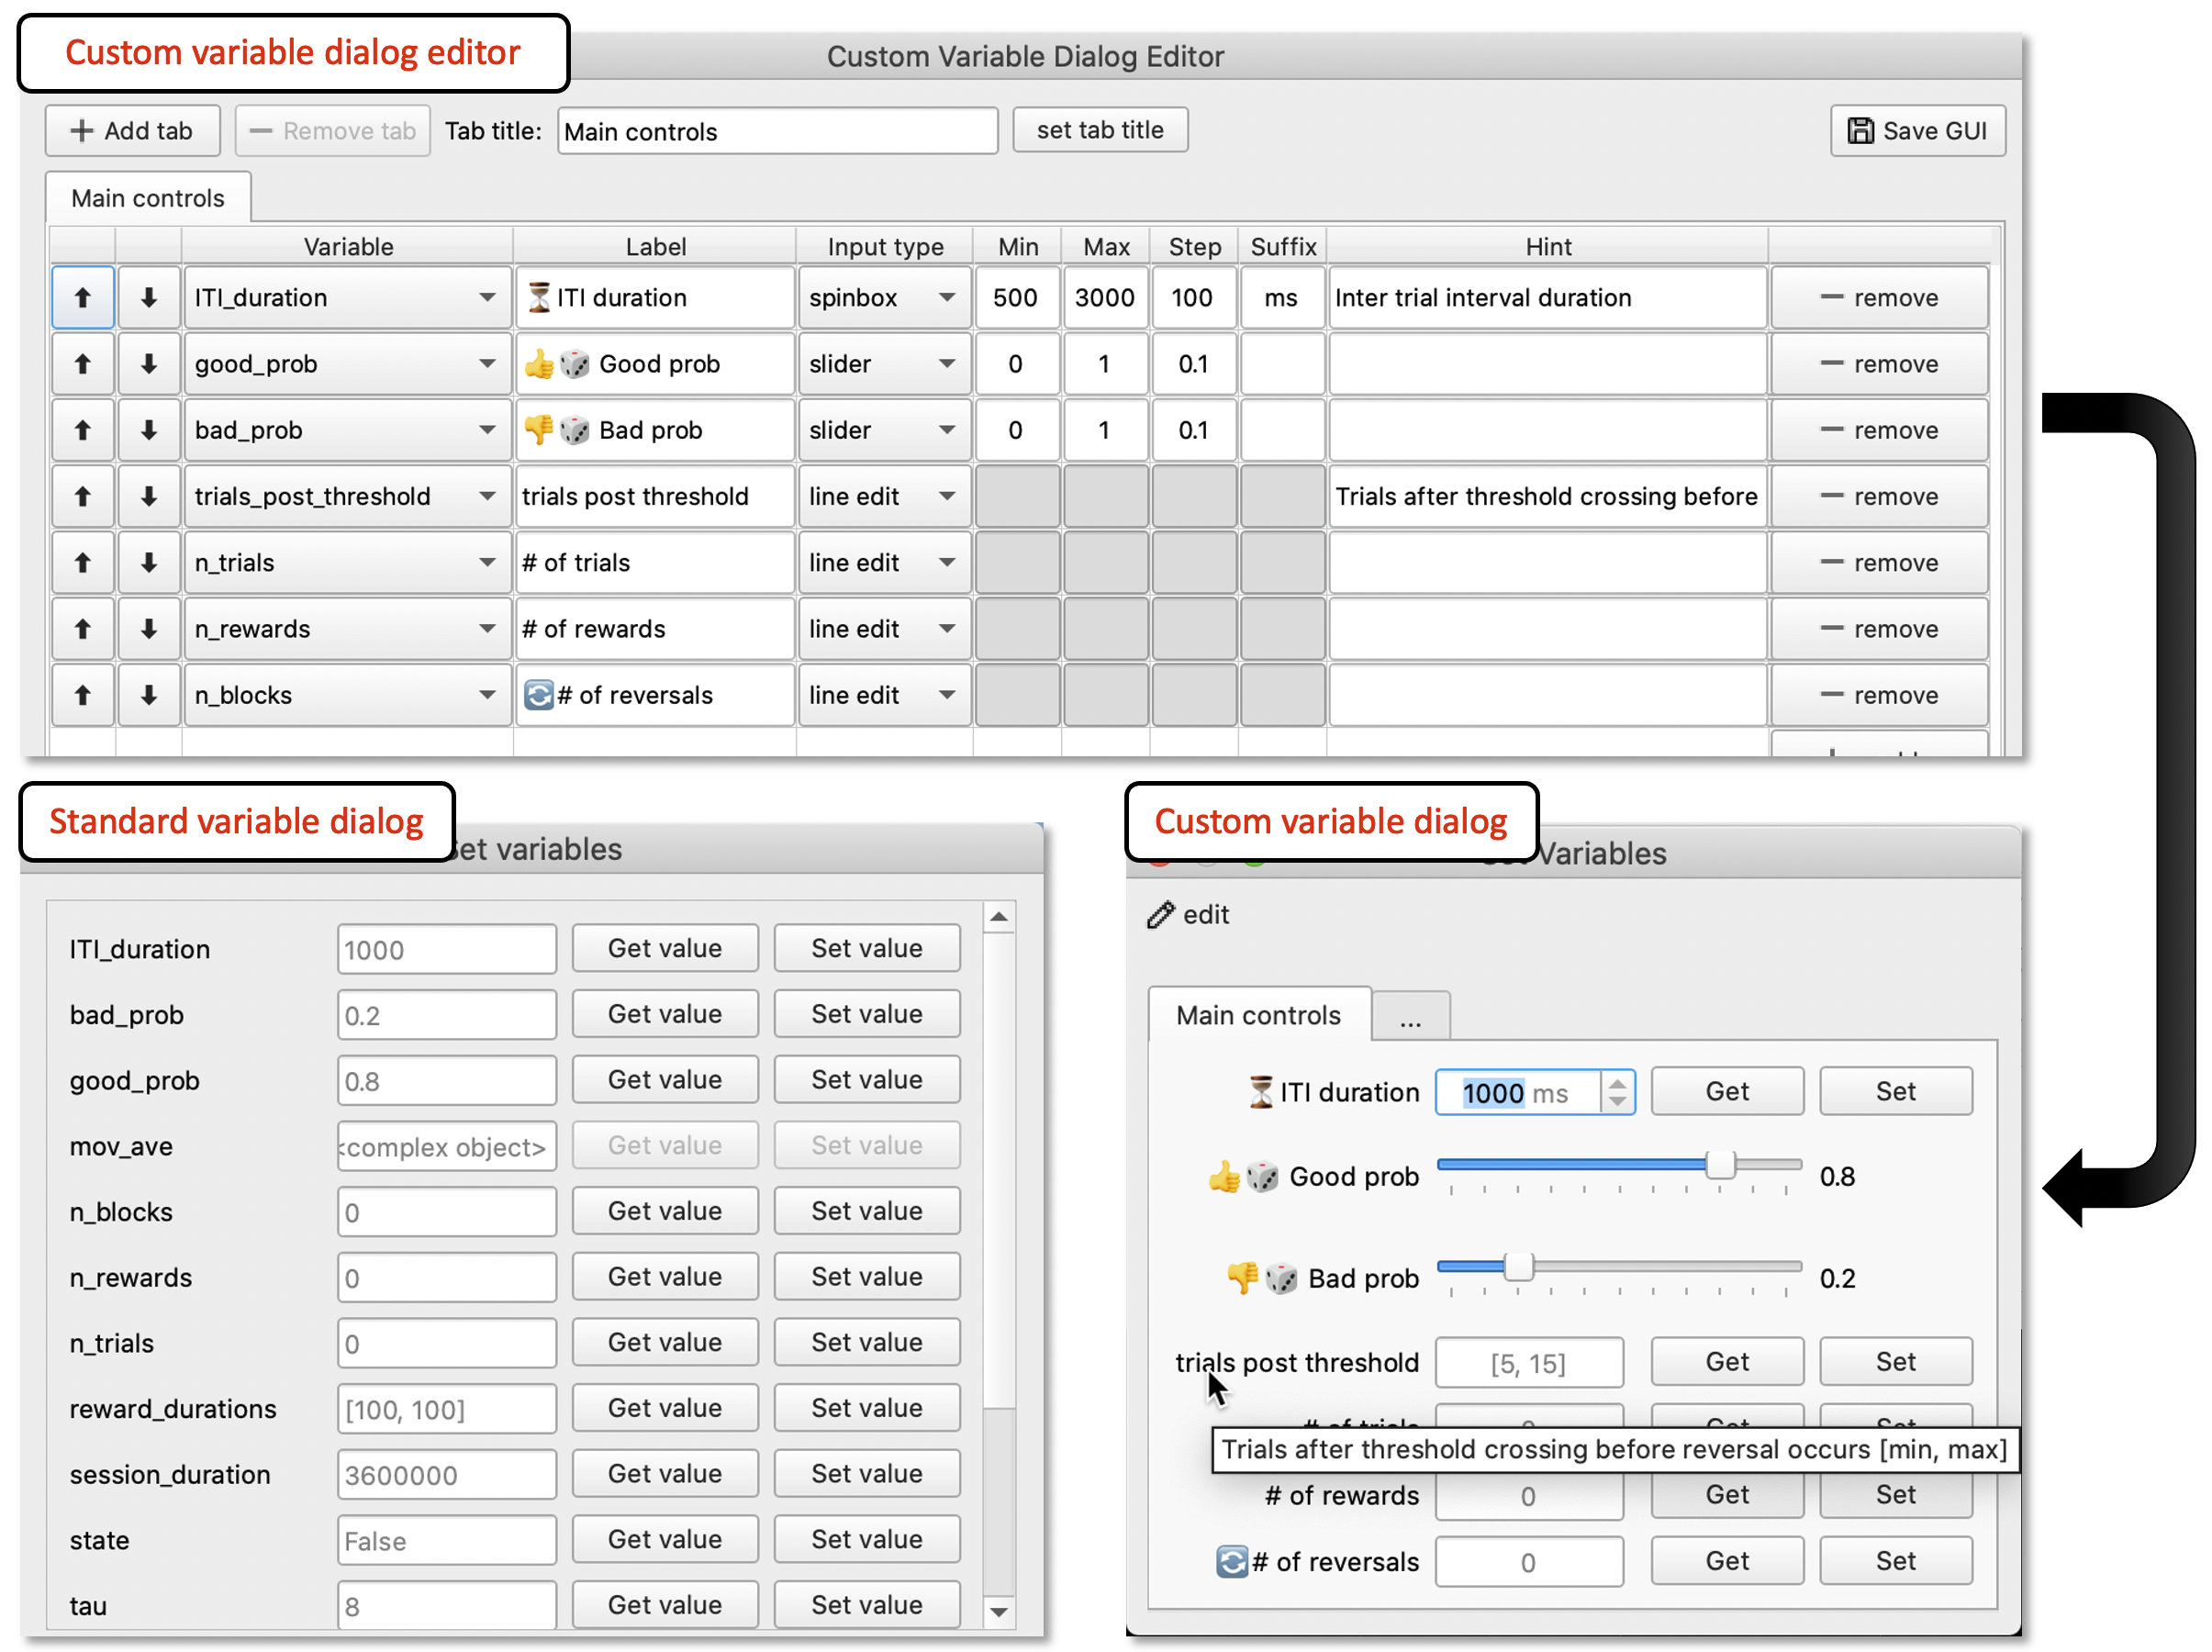 Custom variable dialog editor
Custom Variable Dialog Editor
Add tab
Remove tab
Tab title:
Main controls
set tab title
Save GUI
Main controls
Variable Label Input type Min Max Step Suffix Hint
ITI_duration ITI duration spinbox 500 3000 100 ms Inter trial interval duration remove
good_prob Good prob slider 0 1 0.1 remove
bad_prob Bad prob slider 0 1 0.1 remove
trials_post_threshold trials post threshold line edit Trials after threshold crossing before remove
n_trials # of trials line edit remove
n_rewards # of rewards line edit remove
n_blocks # of reversals line edit remove
Standard variable dialog
Set variables
ITI_duration 1000 Get value Set value
bad_prob 0.2 Get value Set value
good_prob 0.8 Get value Set value
mov_ave <complex object> Get value Set value
n_blocks 0 Get value Set value
n_rewards 0 Get value Set value
n_trials 0 Get value Set value
reward_durations [100, 100] Get value Set value
session_duration 3600000 Get value Set value
state False Get value Set value
tau 8 Get value Set value
Custom variable dialog
Variables
edit
Main controls ...
ITI duration 1000 ms Get Set
Good prob 0.8
Bad prob 0.2
trials post threshold [5, 15] Get Set
# of trials 0 Get Set
Trials after threshold crossing before reversal occurs [min, max]
# of rewards 0 Get Set
# of reversals 0 Get Set